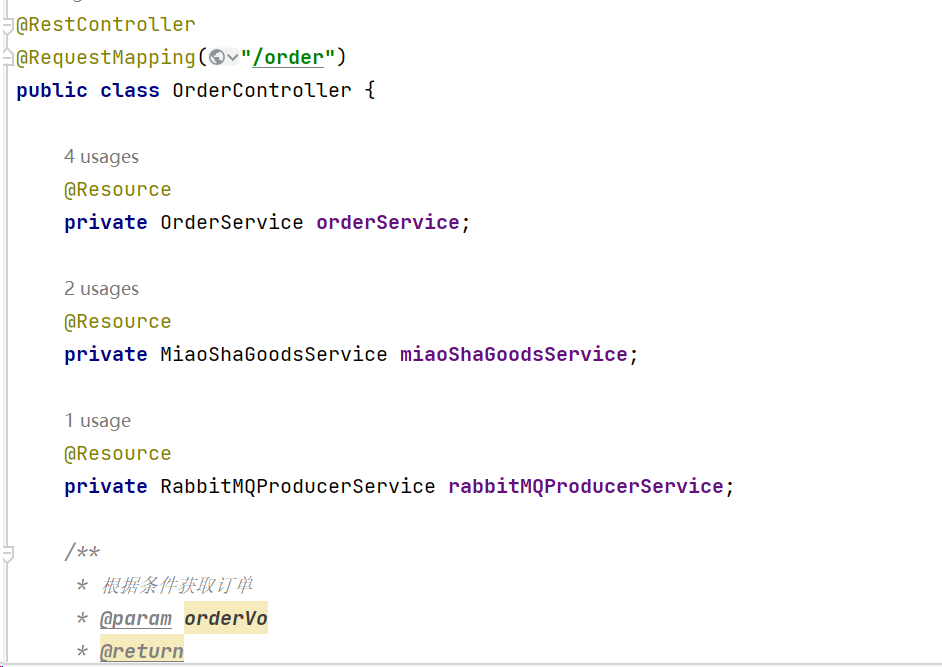 @RestController
@RequestMapping("/order")
public class OrderController {
4 usages
@Resource
private OrderService orderService;
2 usages
@Resource
private MiaoShaGoodsService miaoShaGoodsService;
1 usage
@Resource
private RabbitMQProducerService rabbitMQProducerService;
/**
* 根据条件获取订单
* @param orderVo
* @return